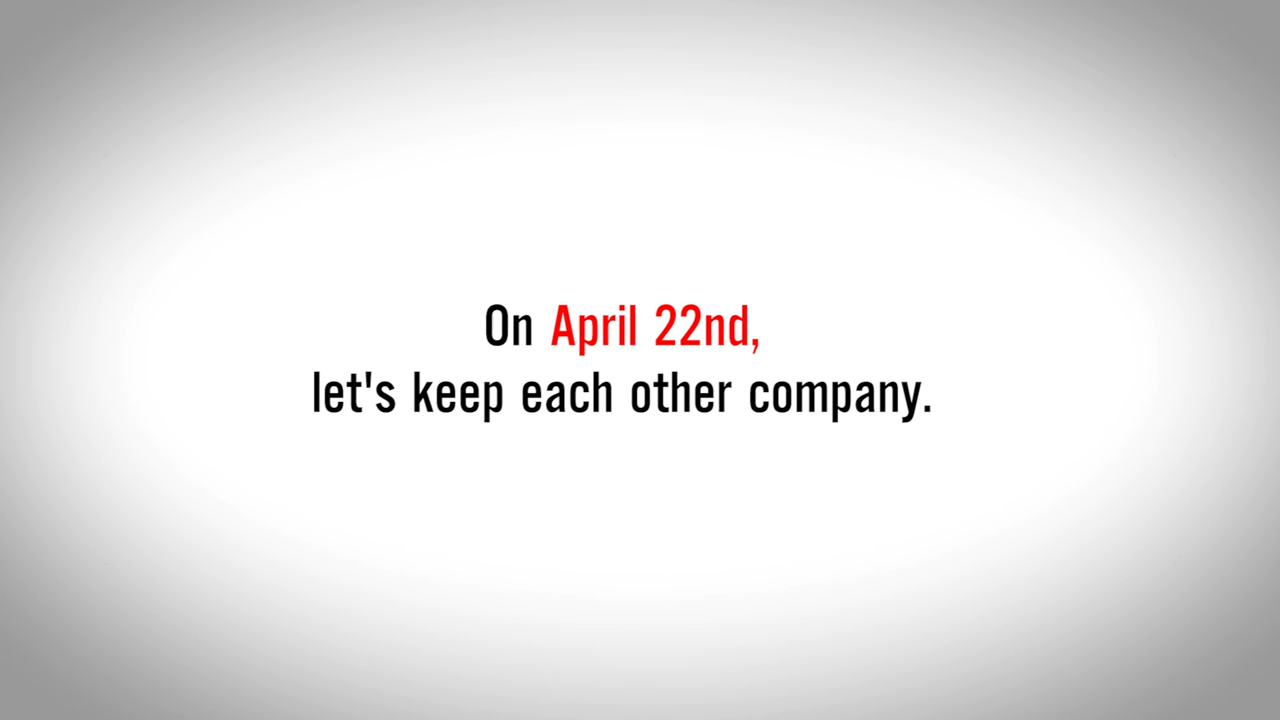 On April 22nd,
let's keep each other company.